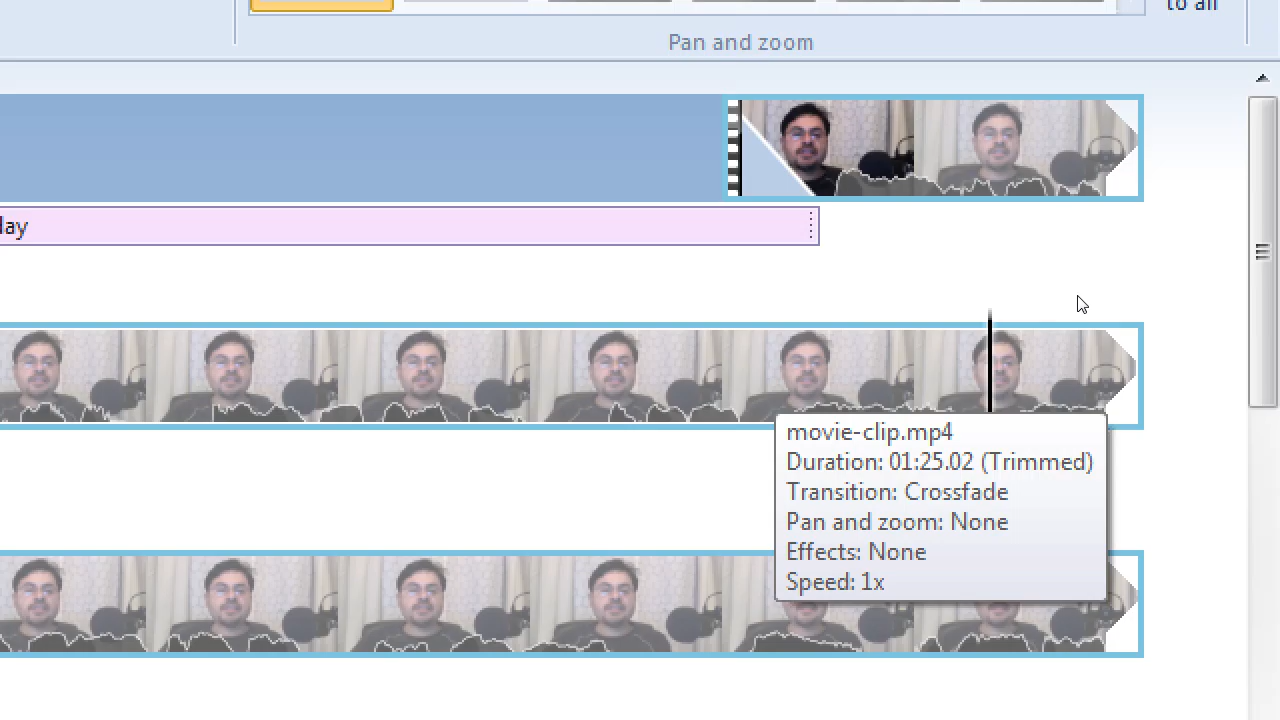 to all
Pan and zoom
lay
movie-clip.mp4
Duration: 01:25.02 (Trimmed)
Transition: Crossfade
Pan and zoom: None
Effects: None
Speed: 1x